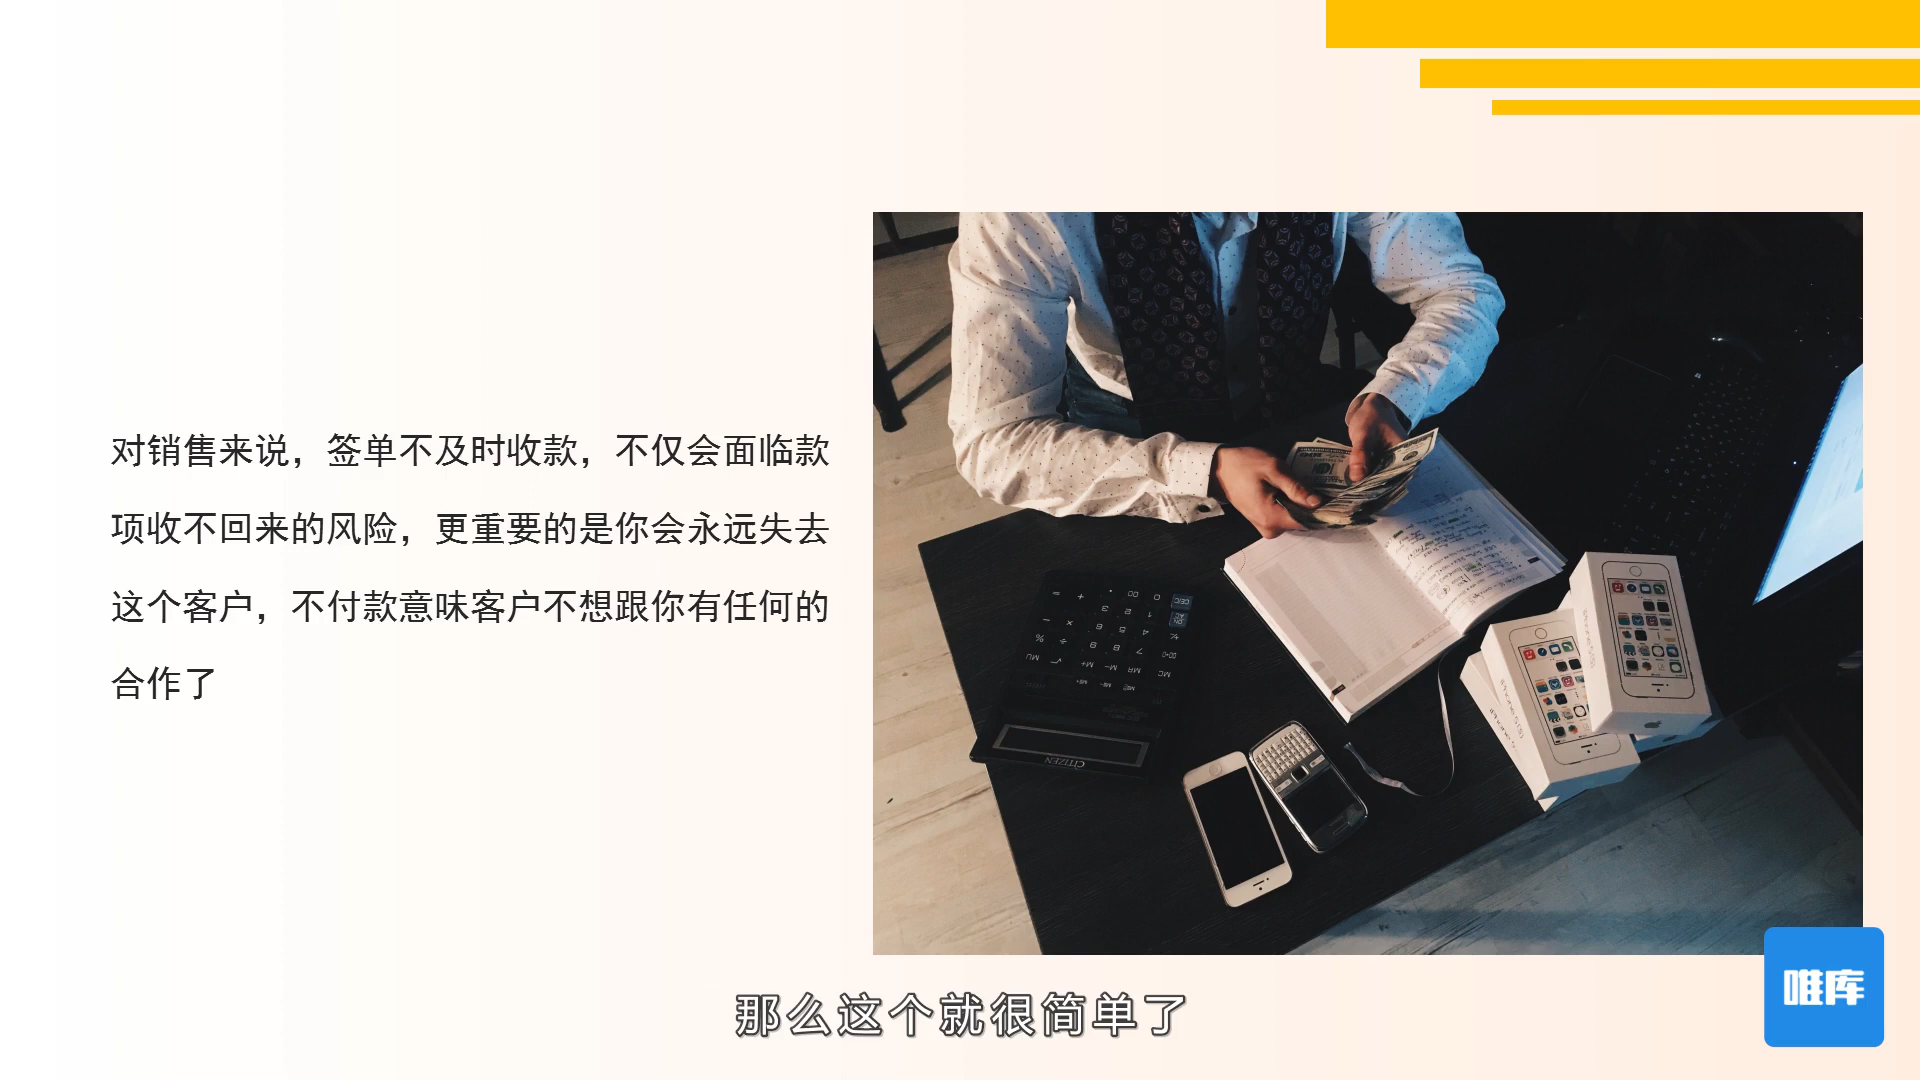 对销售来说，签单不及时收款，不仅会面临款
项收不回来的风险，更重要的是你会永远失去
这个客户，不付款意味客户不想跟你有任何的
合作了
CITIZEN
唯库
那么这个就很简单了